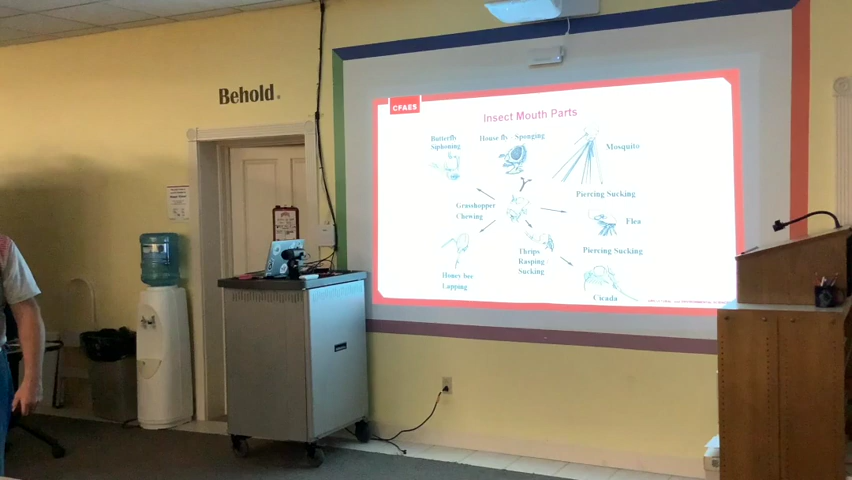 Behold.
CFAES
Insect Mouth Parts
Butterfly
Siphoning
House fly - Sponging
Mosquito
Piercing Sucking
Grasshopper
Chewing
Flea
Thrips
Rasping
Sucking
Piercing Sucking
Honey bee
Lapping
Cicada